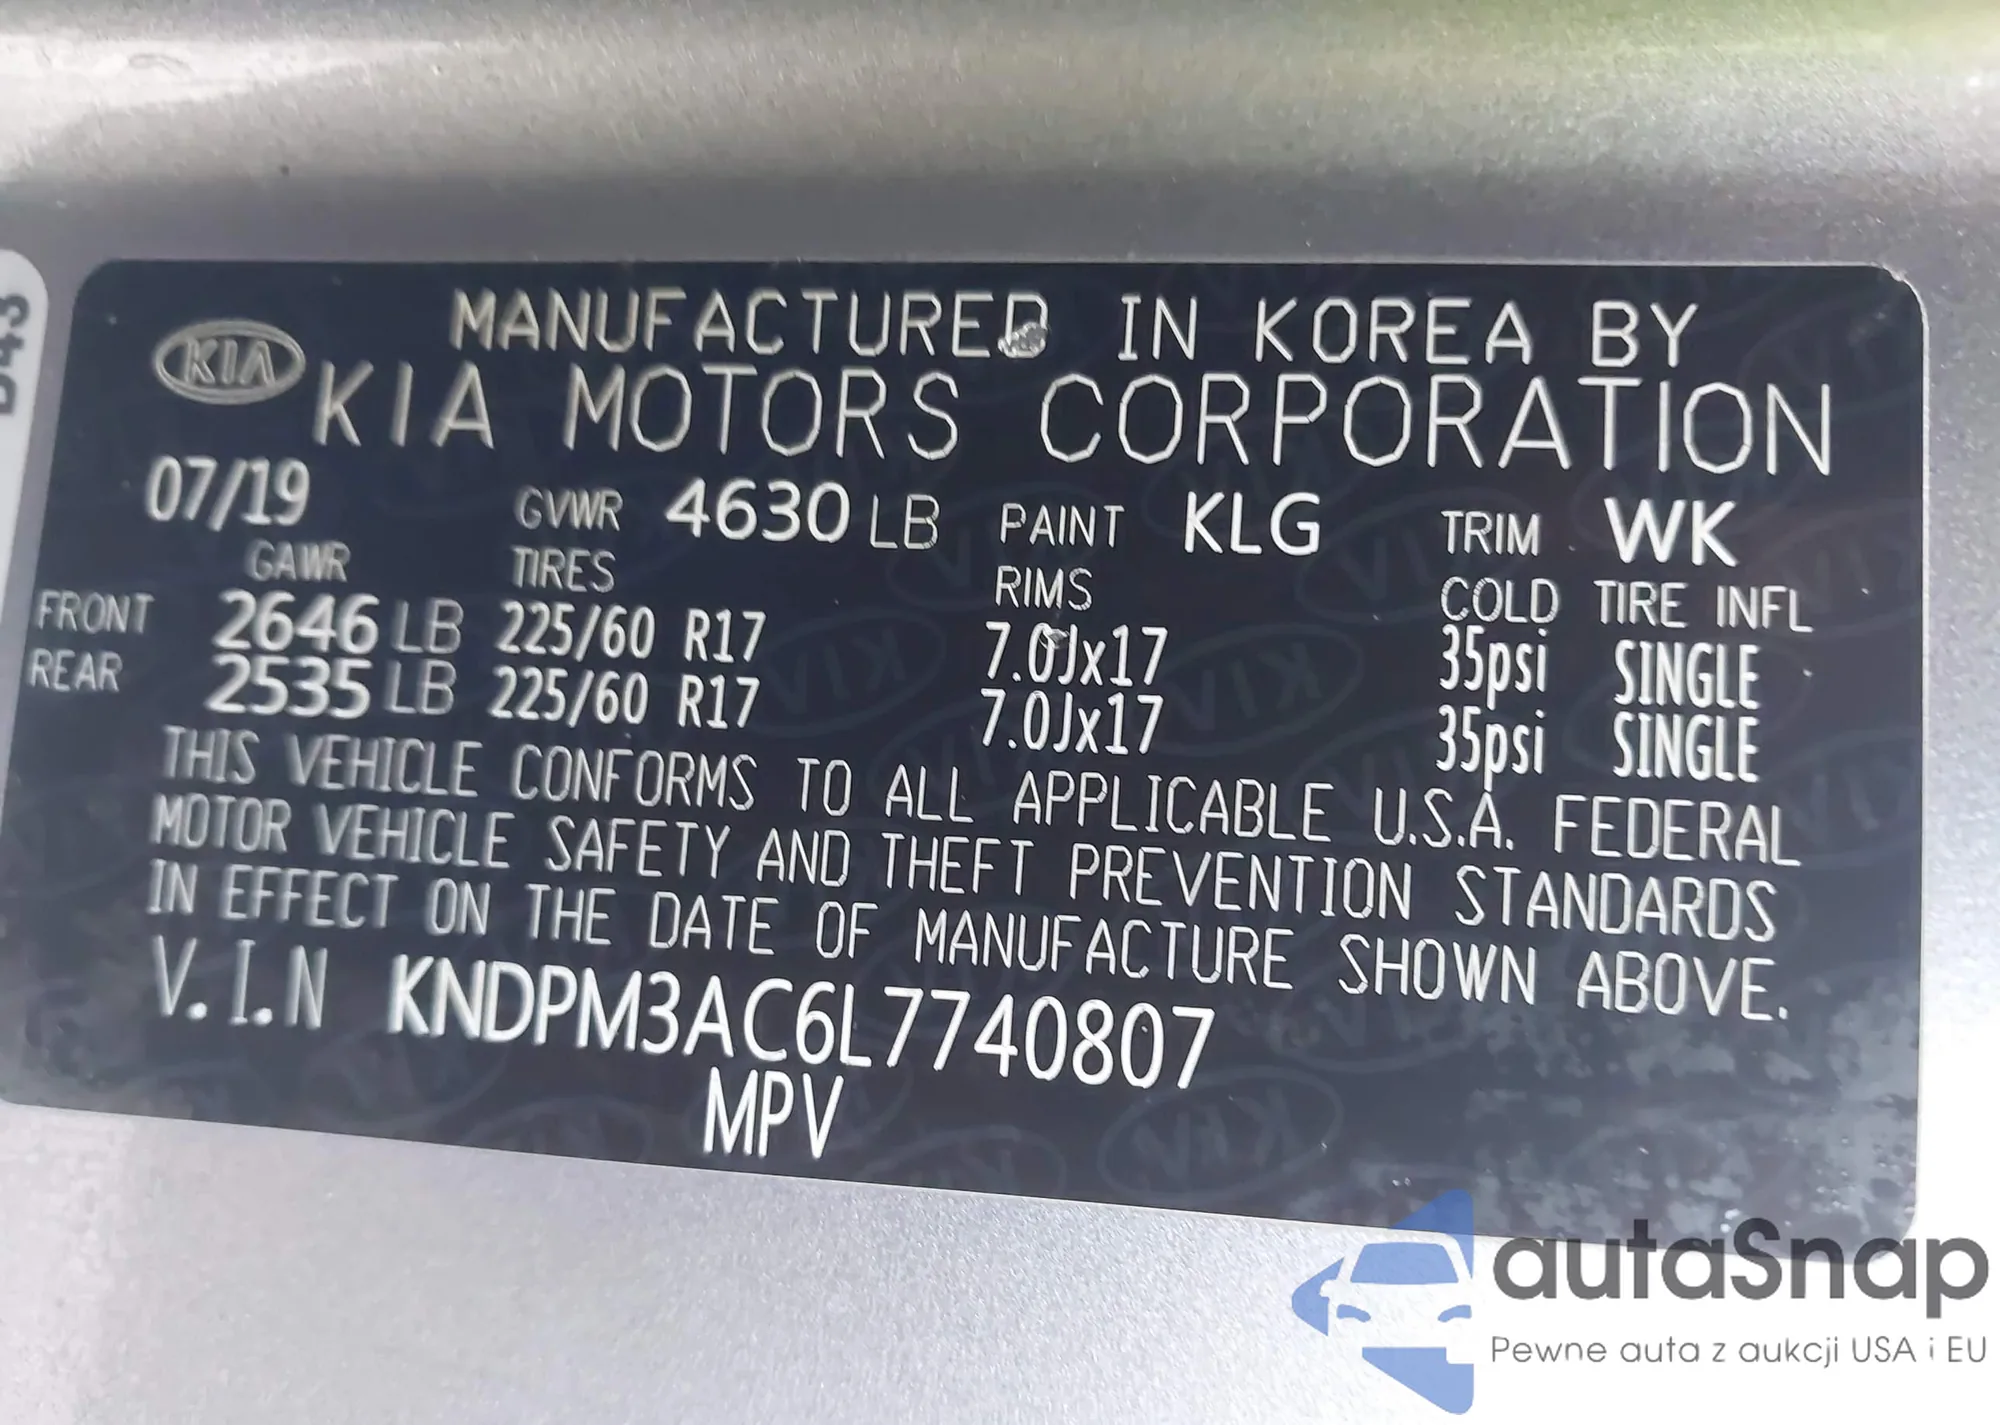 D43
MANUFACTURED IN KOREA BY
KIA KIA MOTORS CORPORATION
07/19 GVWR 4630 LB PAINT KLG TRIM WK
GAWR TIRES RIMS COLD TIRE INFL
FRONT 2646 LB 225/60 R17 7.0Jx17 35psi SINGLE
REAR 2535 LB 225/60 R17 7.0Jx17 35psi SINGLE
THIS VEHICLE CONFORMS TO ALL APPLICABLE U.S.A. FEDERAL
MOTOR VEHICLE SAFETY AND THEFT PREVENTION STANDARDS
IN EFFECT ON THE DATE OF MANUFACTURE SHOWN ABOVE.
V.I.N KNDPM3AC6L7740807
MPV
autaSnap
Pewne auta z aukcji USA i EU